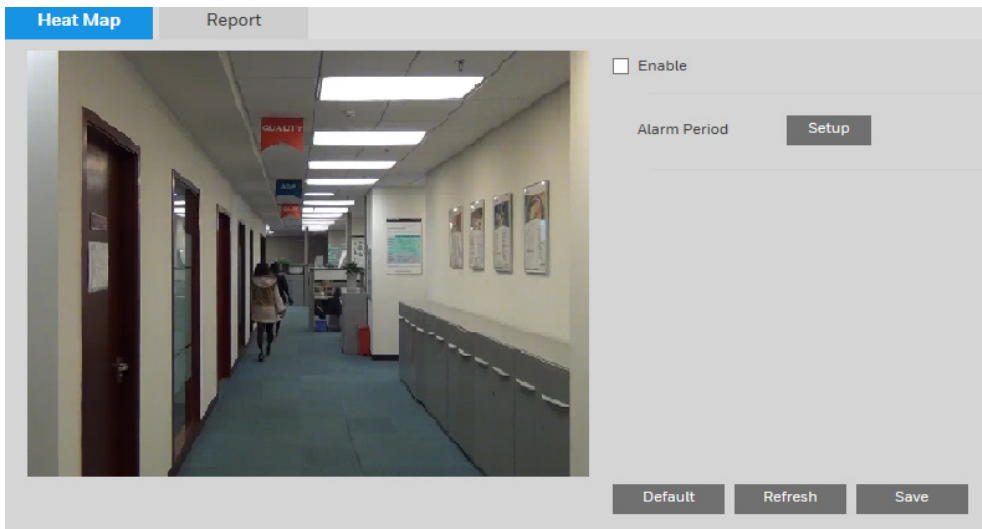 Heat Map
Report
Enable
Alarm Period
Setup
QUALITY
Default
Refresh
Save